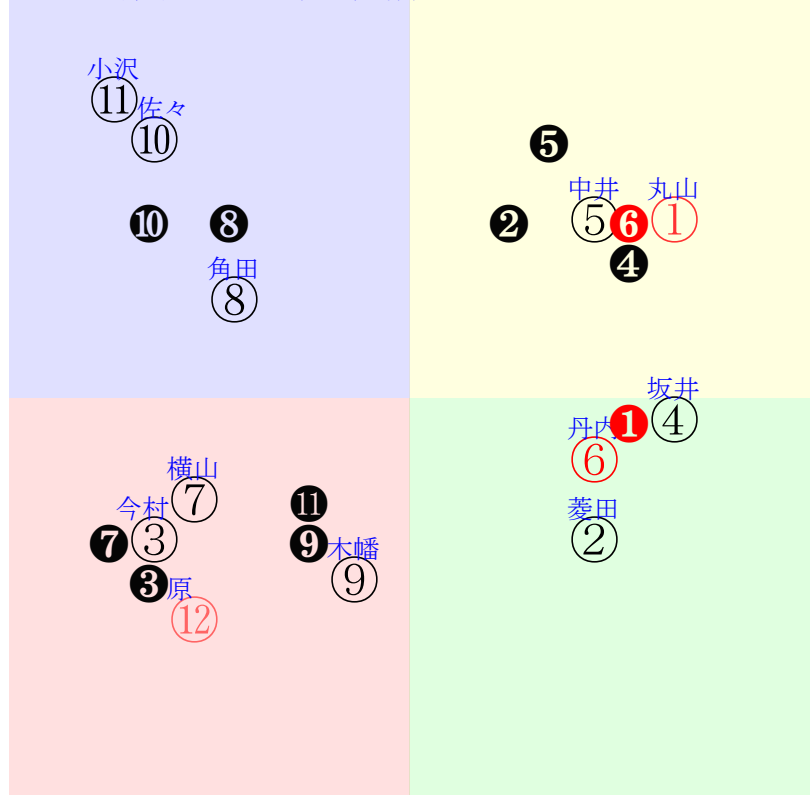 小沢
⑪
佐々
⑩
❿
❽
角田
⑧
❺
中井
丸山
❷
⑤
❻
①
❹
坂井
❶
④
丹内
⑥
菱田
②
横山
⑦
今村
③
❼
⓫
❾
木幡
⑨
❸
原
⑫